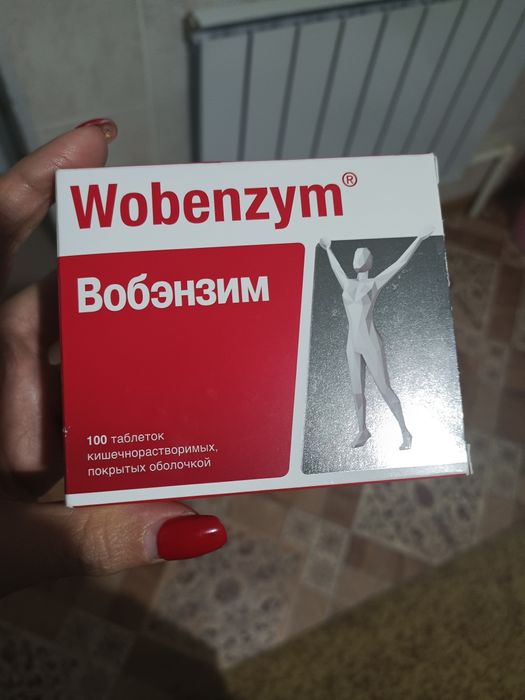 Wobenzym®
Вобэнзим
100 таблеток
кишечнорастворимых,
покрытых оболочкой